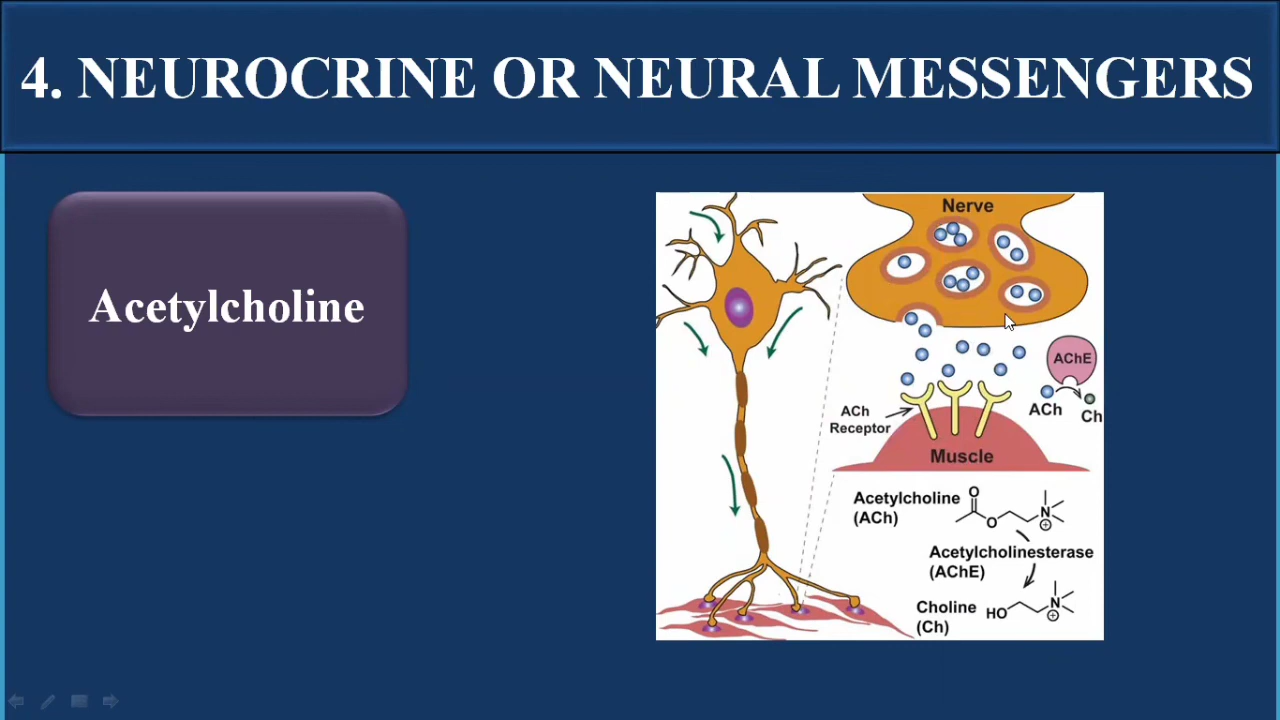 4. NEUROCRINE OR NEURAL MESSENGERS
Acetylcholine
Nerve
AChE
ACh
Ch
ACh
Receptor
Muscle
Acetylcholine
(ACh)
O
O
N
+
Acetylcholinesterase
(AChE)
Choline
(Ch)
HO
N
+